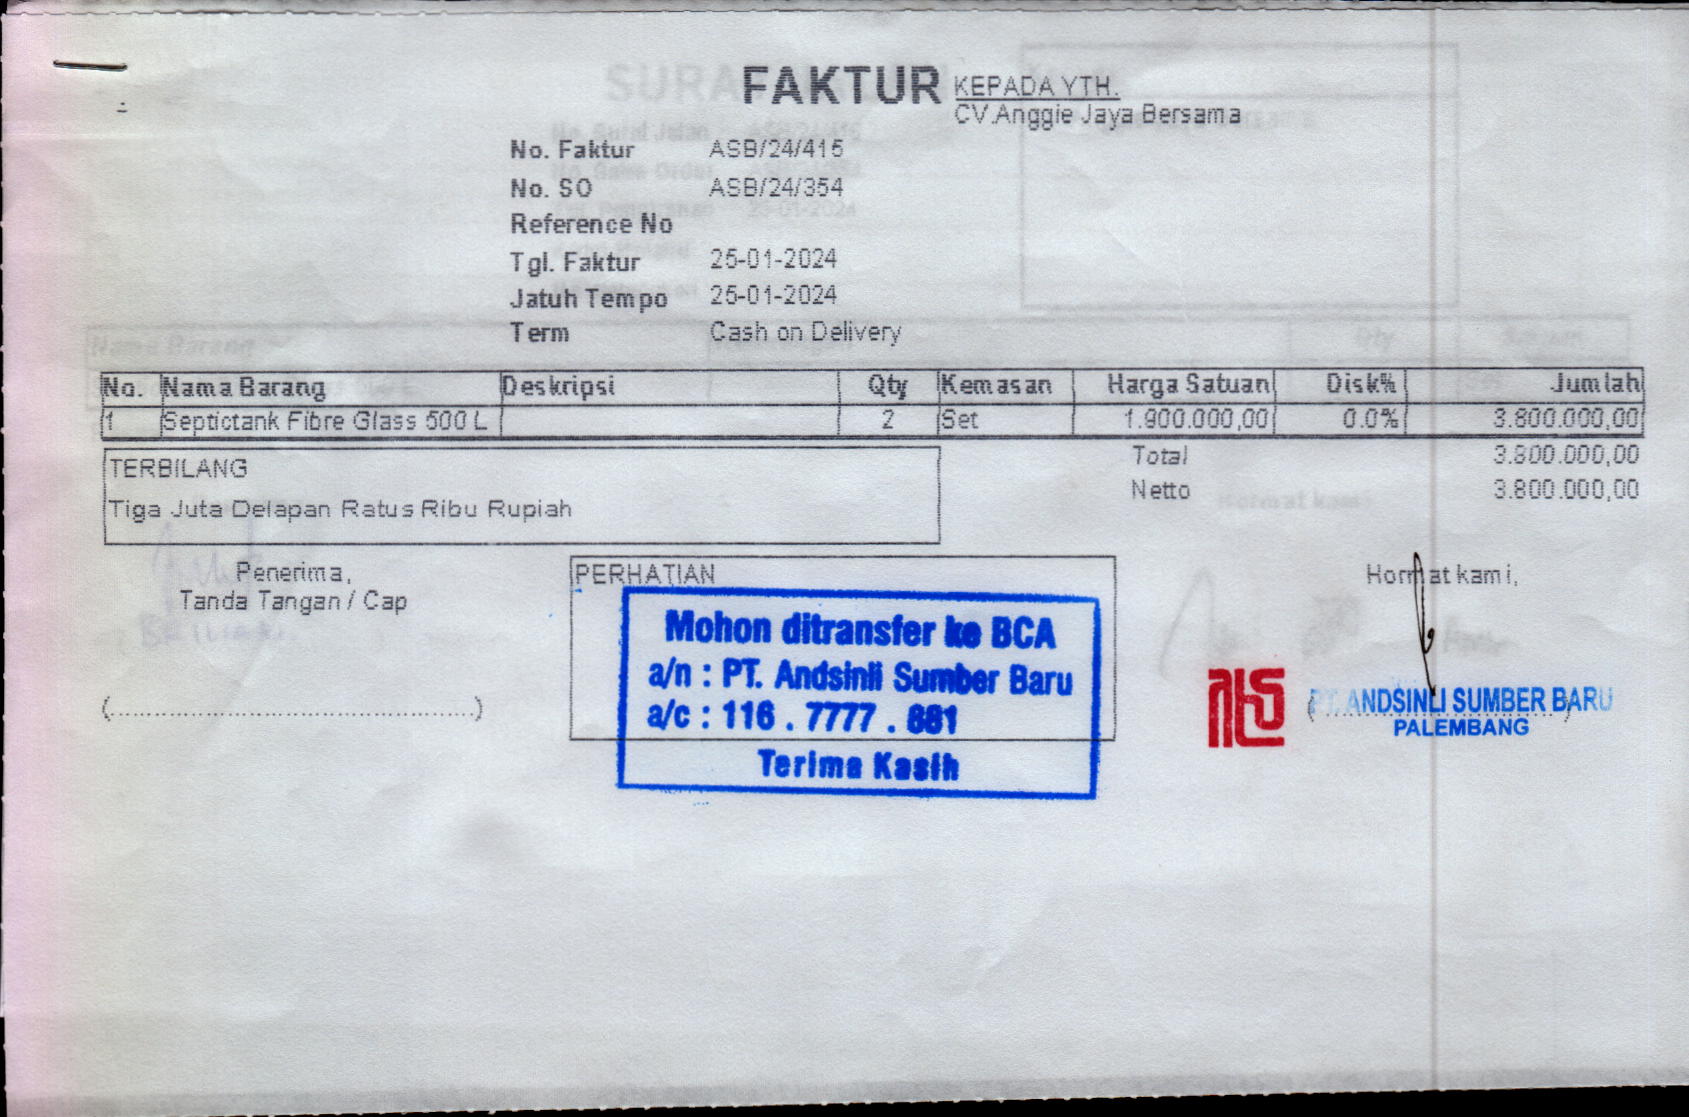 FAKTUR
KEPADA YTH.
CV.Anggie Jaya Bersama
No. Faktur ASB/24/415
No. SO ASB/24/354
Reference No
Tgl. Faktur 25-01-2024
Jatuh Tempo 25-01-2024
Term Cash on Delivery
No. Nama Barang Deskripsi Qty Kemasan Harga Satuan Disk% Jumlah
1 Septictank Fibre Glass 500 L 2 Set 1.900.000,00 0.0% 3.800.000,00
Total 3.800.000,00
Netto 3.800.000,00
TERBILANG
Tiga Juta Delapan Ratus Ribu Rupiah
Penerima,
Tanda Tangan / Cap
(..................................................)
PERHATIAN
Mohon ditransfer ke BCA
a/n : PT. Andsinli Sumber Baru
a/c : 116 . 7777 . 881
Terima Kasih
Hormat kami,
PT. ANDSINLI SUMBER BARU
PALEMBANG